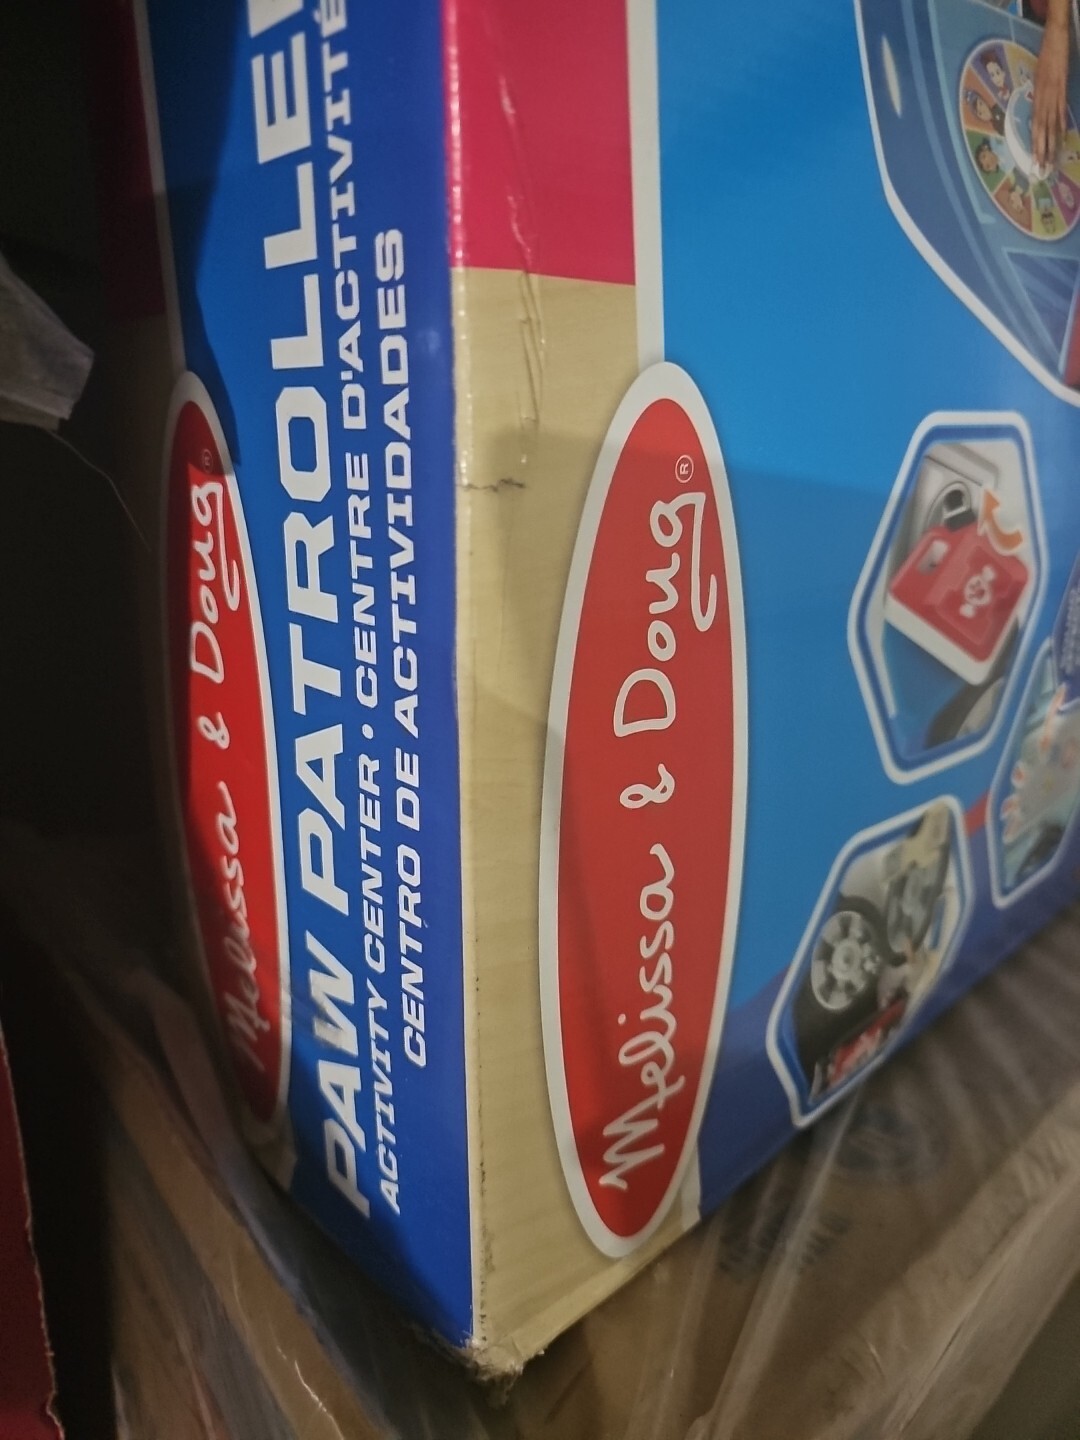 Melissa & Doug®
PAW PATROLLE
ACTIVITY CENTER • CENTRE D'ACTIVITÉ
CENTRO DE ACTIVIDADES
Melissa & Doug®